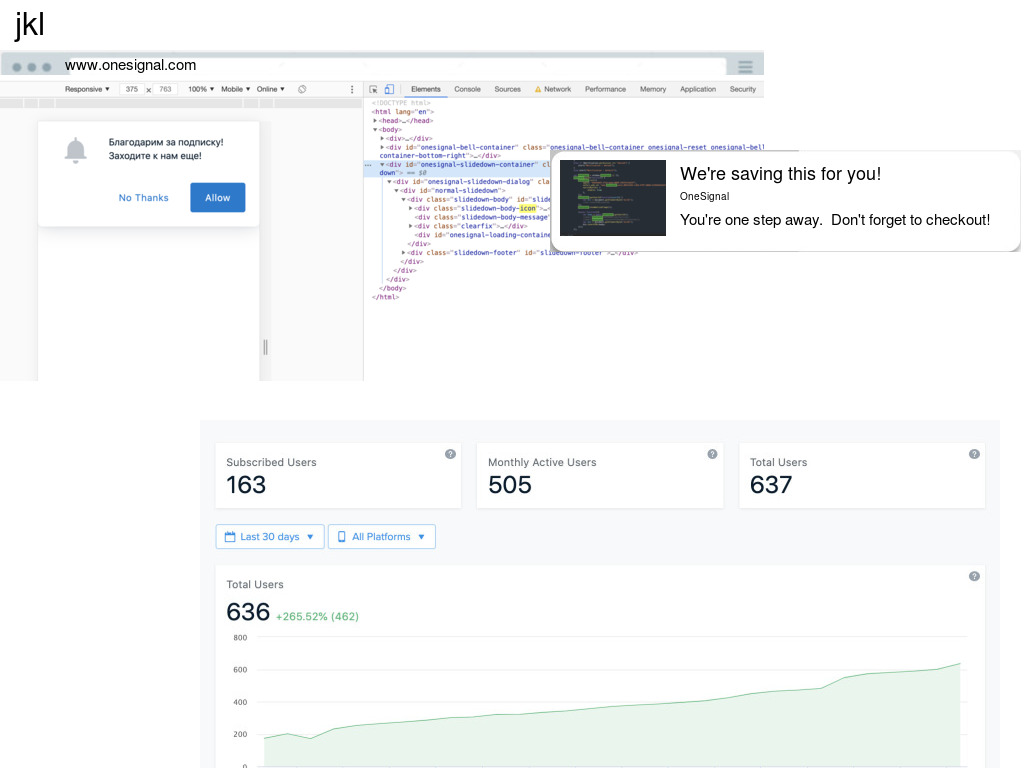 jkl
www.onesignal.com
Responsive ▼ 375 x 763 100% ▼ Mobile ▼ Online ▼
Elements Console Sources Network Performance Memory Application Security
<!DOCTYPE html>
<html lang="en">
▶<head>…</head>
▼<body>
▶<div>…</div>
▶<div id="onesignal-bell-container" class="onesignal-bell-container onesignal-reset onesignal-bell
container-bottom-right">…</div>
▼<div id="onesignal-slidedown-container" cl
down"> == $0
▼<div id="onesignal-slidedown-dialog" clas
▼<div id="normal-slidedown">
▼<div class="slidedown-body" id="slide
▶<div class="slidedown-body-icon">…
<div class="slidedown-body-message"
▶<div class="clearfix">…</div>
<div id="onesignal-loading-containe
</div>
▶<div class="slidedown-footer" id="slidedown-footer">…</div>
</div>
</div>
</div>
</body>
</html>
Благодарим за подписку!
Заходите к нам еще!
No Thanks Allow
We're saving this for you!
OneSignal
You're one step away. Don't forget to checkout!
Subscribed Users
163
Monthly Active Users
505
Total Users
637
Last 30 days ▼ All Platforms ▼
Total Users
636 +265.52% (462)
800
600
400
200
0